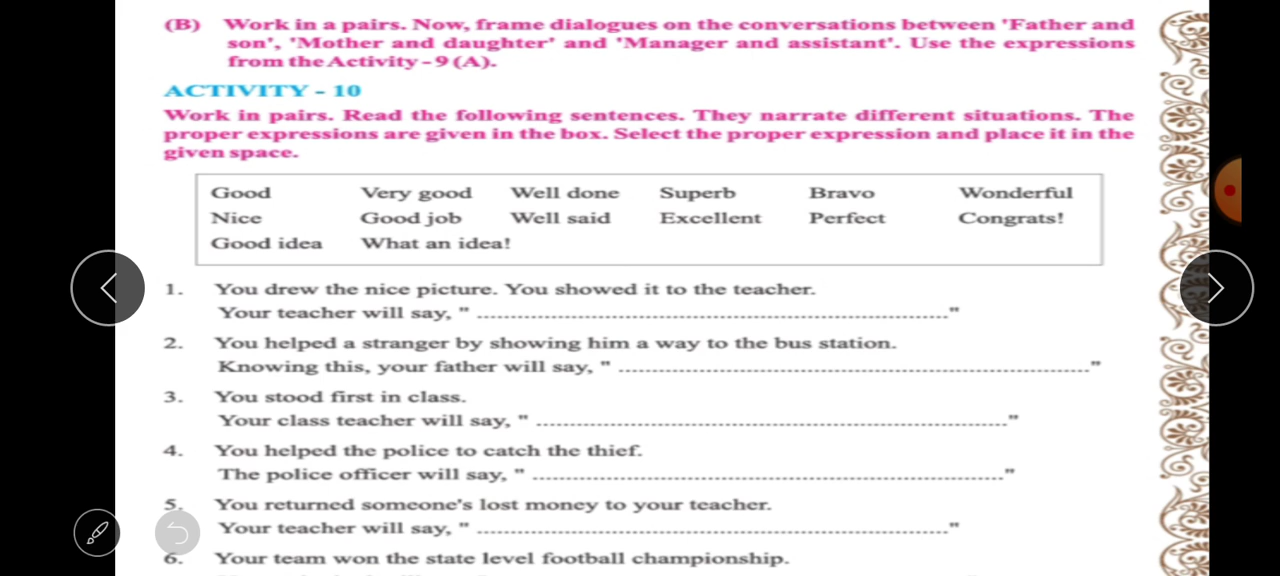 (B) Work in a pairs. Now, frame dialogues on the conversations between 'Father and
son', 'Mother and daughter' and 'Manager and assistant'. Use the expressions
from the Activity - 9 (A).
ACTIVITY - 10
Work in pairs. Read the following sentences. They narrate different situations. The
proper expressions are given in the box. Select the proper expression and place it in the
given space.
Good Very good Well done Superb Bravo Wonderful
Nice Good job Well said Excellent Perfect Congrats!
Good idea What an idea!
1. You drew the nice picture. You showed it to the teacher.
Your teacher will say, " ......................................................................"
2. You helped a stranger by showing him a way to the bus station.
Knowing this, your father will say, " ......................................................................"
3. You stood first in class.
Your class teacher will say, " ......................................................................"
4. You helped the police to catch the thief.
The police officer will say, " ......................................................................"
5. You returned someone's lost money to your teacher.
Your teacher will say, " ......................................................................"
6. Your team won the state level football championship.